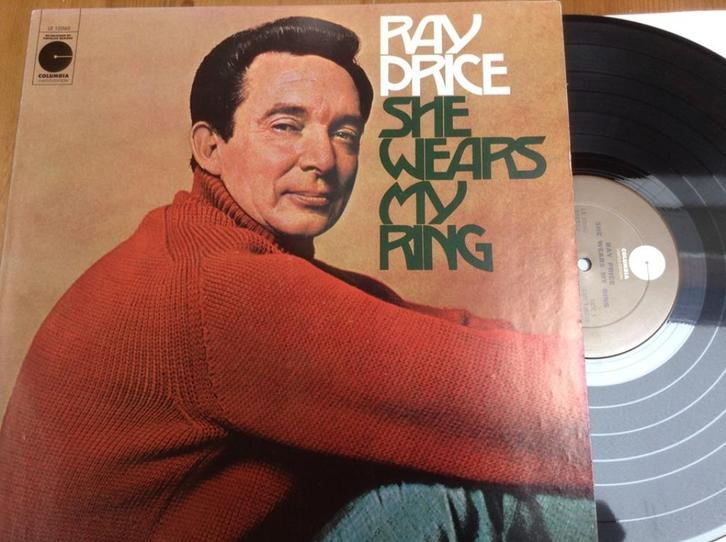 RAY
PRICE
SHE
WEARS
MY
RING
COLUMBIA
COLUMBIA
RAY PRICE
SHE WEARS MY RING